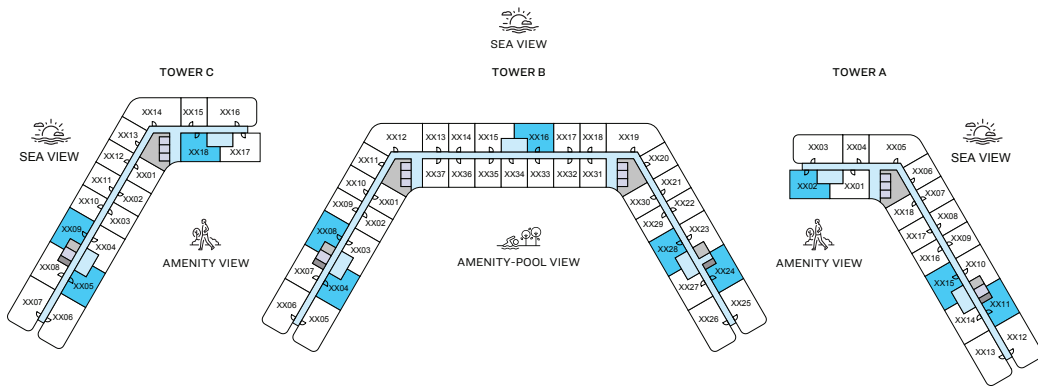 SEA VIEW
TOWER C
TOWER B
TOWER A
SEA VIEW
XX14
XX15
XX16
XX13
XX12
XX11
XX10
XX09
XX08
XX07
XX06
XX05
XX04
XX03
XX02
XX01
XX18
XX17
AMENITY VIEW
XX12
XX13
XX14
XX15
XX16
XX17
XX18
XX19
XX11
XX10
XX09
XX08
XX07
XX06
XX05
XX04
XX03
XX02
XX01
XX37
XX36
XX35
XX34
XX33
XX32
XX31
XX30
XX29
XX28
XX27
XX26
XX20
XX21
XX22
XX23
XX24
XX25
AMENITY-POOL VIEW
XX03
XX04
XX05
XX02
XX01
XX06
XX07
XX08
XX09
XX10
XX11
XX12
XX18
XX17
XX16
XX15
XX14
XX13
SEA VIEW
AMENITY VIEW